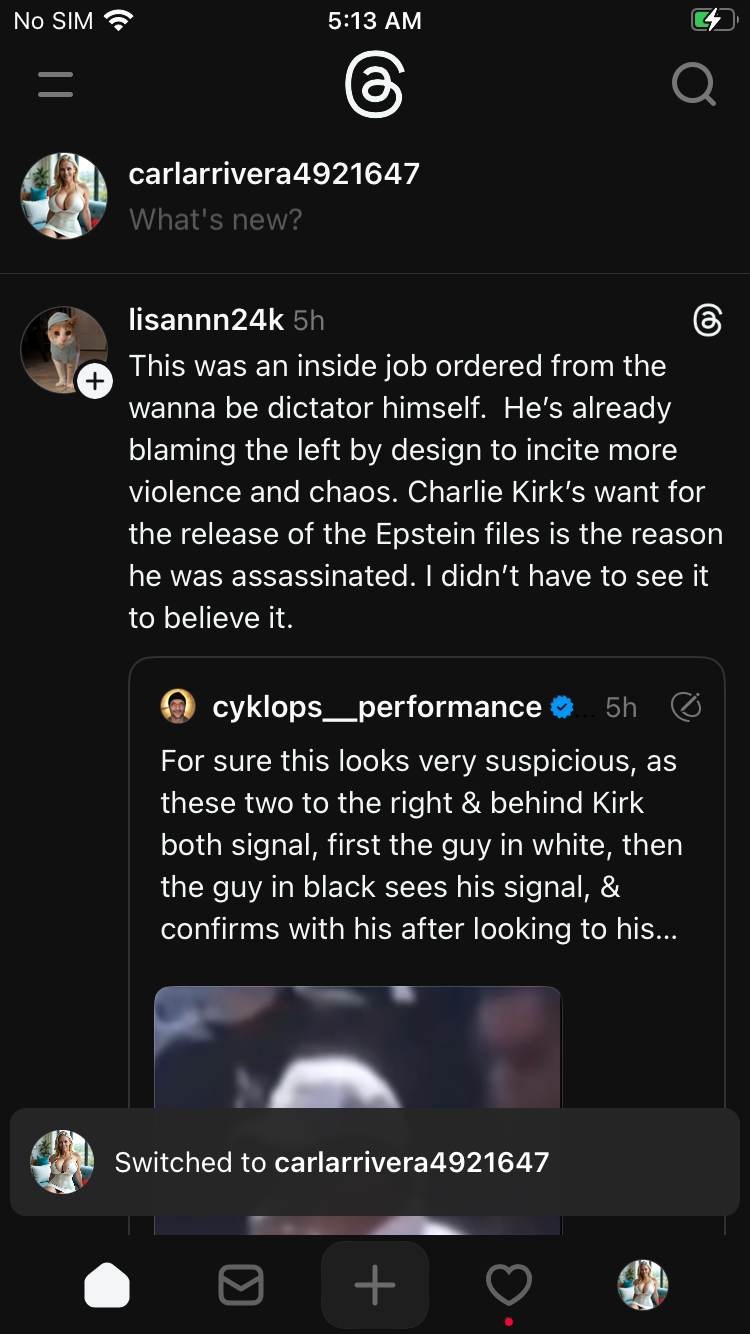 No SIM 5:13 AM
carlarrivera4921647
What's new?
lisannn24k 5h
This was an inside job ordered from the
wanna be dictator himself.  He’s already
blaming the left by design to incite more
violence and chaos. Charlie Kirk’s want for
the release of the Epstein files is the reason
he was assassinated. I didn’t have to see it
to believe it.
cyklops__performance ... 5h
For sure this looks very suspicious, as
these two to the right & behind Kirk
both signal, first the guy in white, then
the guy in black sees his signal, &
confirms with his after looking to his...
Switched to carlarrivera4921647